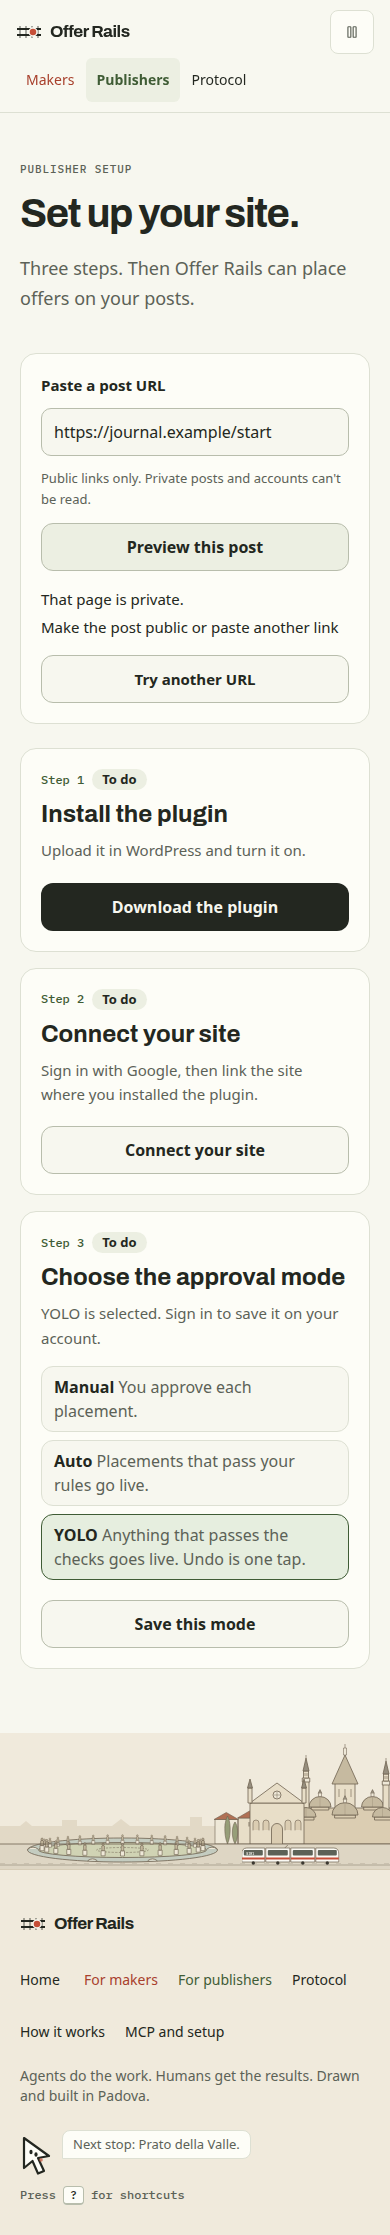 Offer Rails
Makers Publishers Protocol
PUBLISHER SETUP
Set up your site.
Three steps. Then Offer Rails can place
offers on your posts.
Paste a post URL
https://journal.example/start
Public links only. Private posts and accounts can't
be read.
Preview this post
That page is private.
Make the post public or paste another link
Try another URL
Step 1 To do
Install the plugin
Upload it in WordPress and turn it on.
Download the plugin
Step 2 To do
Connect your site
Sign in with Google, then link the site
where you installed the plugin.
Connect your site
Step 3 To do
Choose the approval mode
YOLO is selected. Sign in to save it on your
account.
Manual You approve each
placement.
Auto Placements that pass your
rules go live.
YOLO Anything that passes the
checks goes live. Undo is one tap.
Save this mode
Offer Rails
Home For makers For publishers Protocol
How it works MCP and setup
Agents do the work. Humans get the results. Drawn
and built in Padova.
Next stop: Prato della Valle.
Press ? for shortcuts